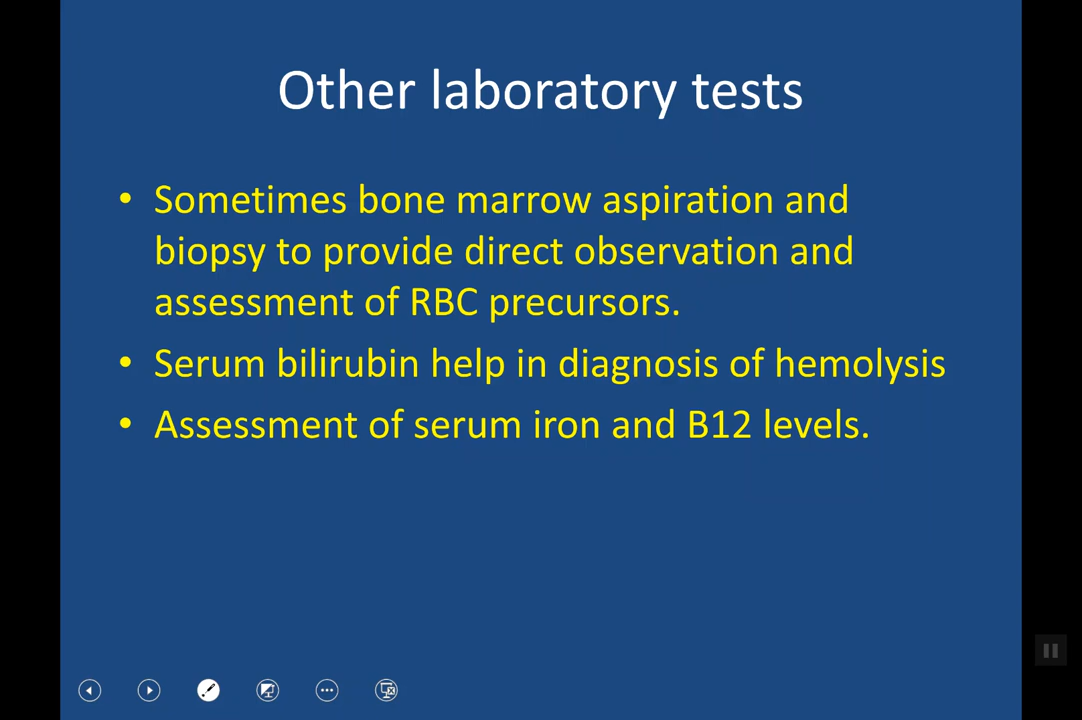 Other laboratory tests
• Sometimes bone marrow aspiration and
biopsy to provide direct observation and
assessment of RBC precursors.
• Serum bilirubin help in diagnosis of hemolysis
• Assessment of serum iron and B12 levels.